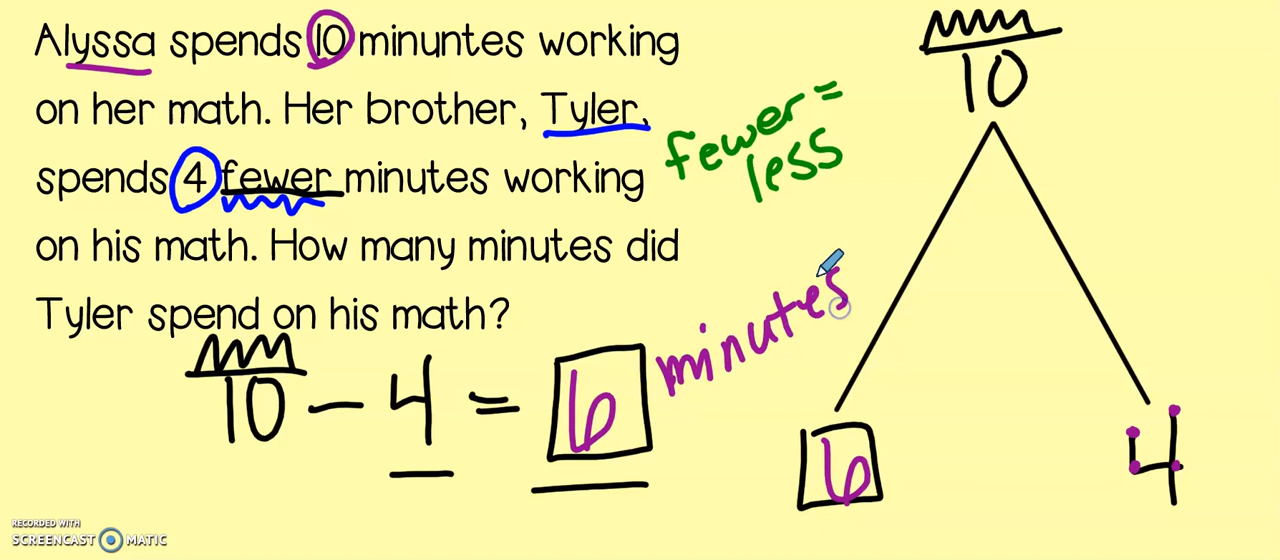 Alyssa spends 10 minuntes working
on her math. Her brother, Tyler,
spends 4 fewer minutes working
on his math. How many minutes did
Tyler spend on his math?
fewer =
less
10 - 4 = 6 minutes
10
6 4
RECORDED WITH
SCREENCAST MATIC